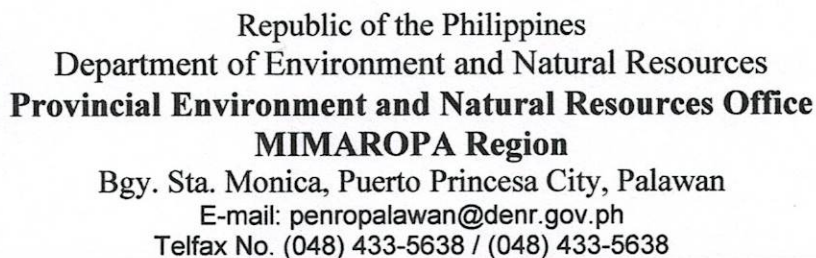 Republic of the Philippines
Department of Environment and Natural Resources
Provincial Environment and Natural Resources Office
MIMAROPA Region
Bgy. Sta. Monica, Puerto Princesa City, Palawan
E-mail: penropalawan@denr.gov.ph
Telfax No. (048) 433-5638 / (048) 433-5638